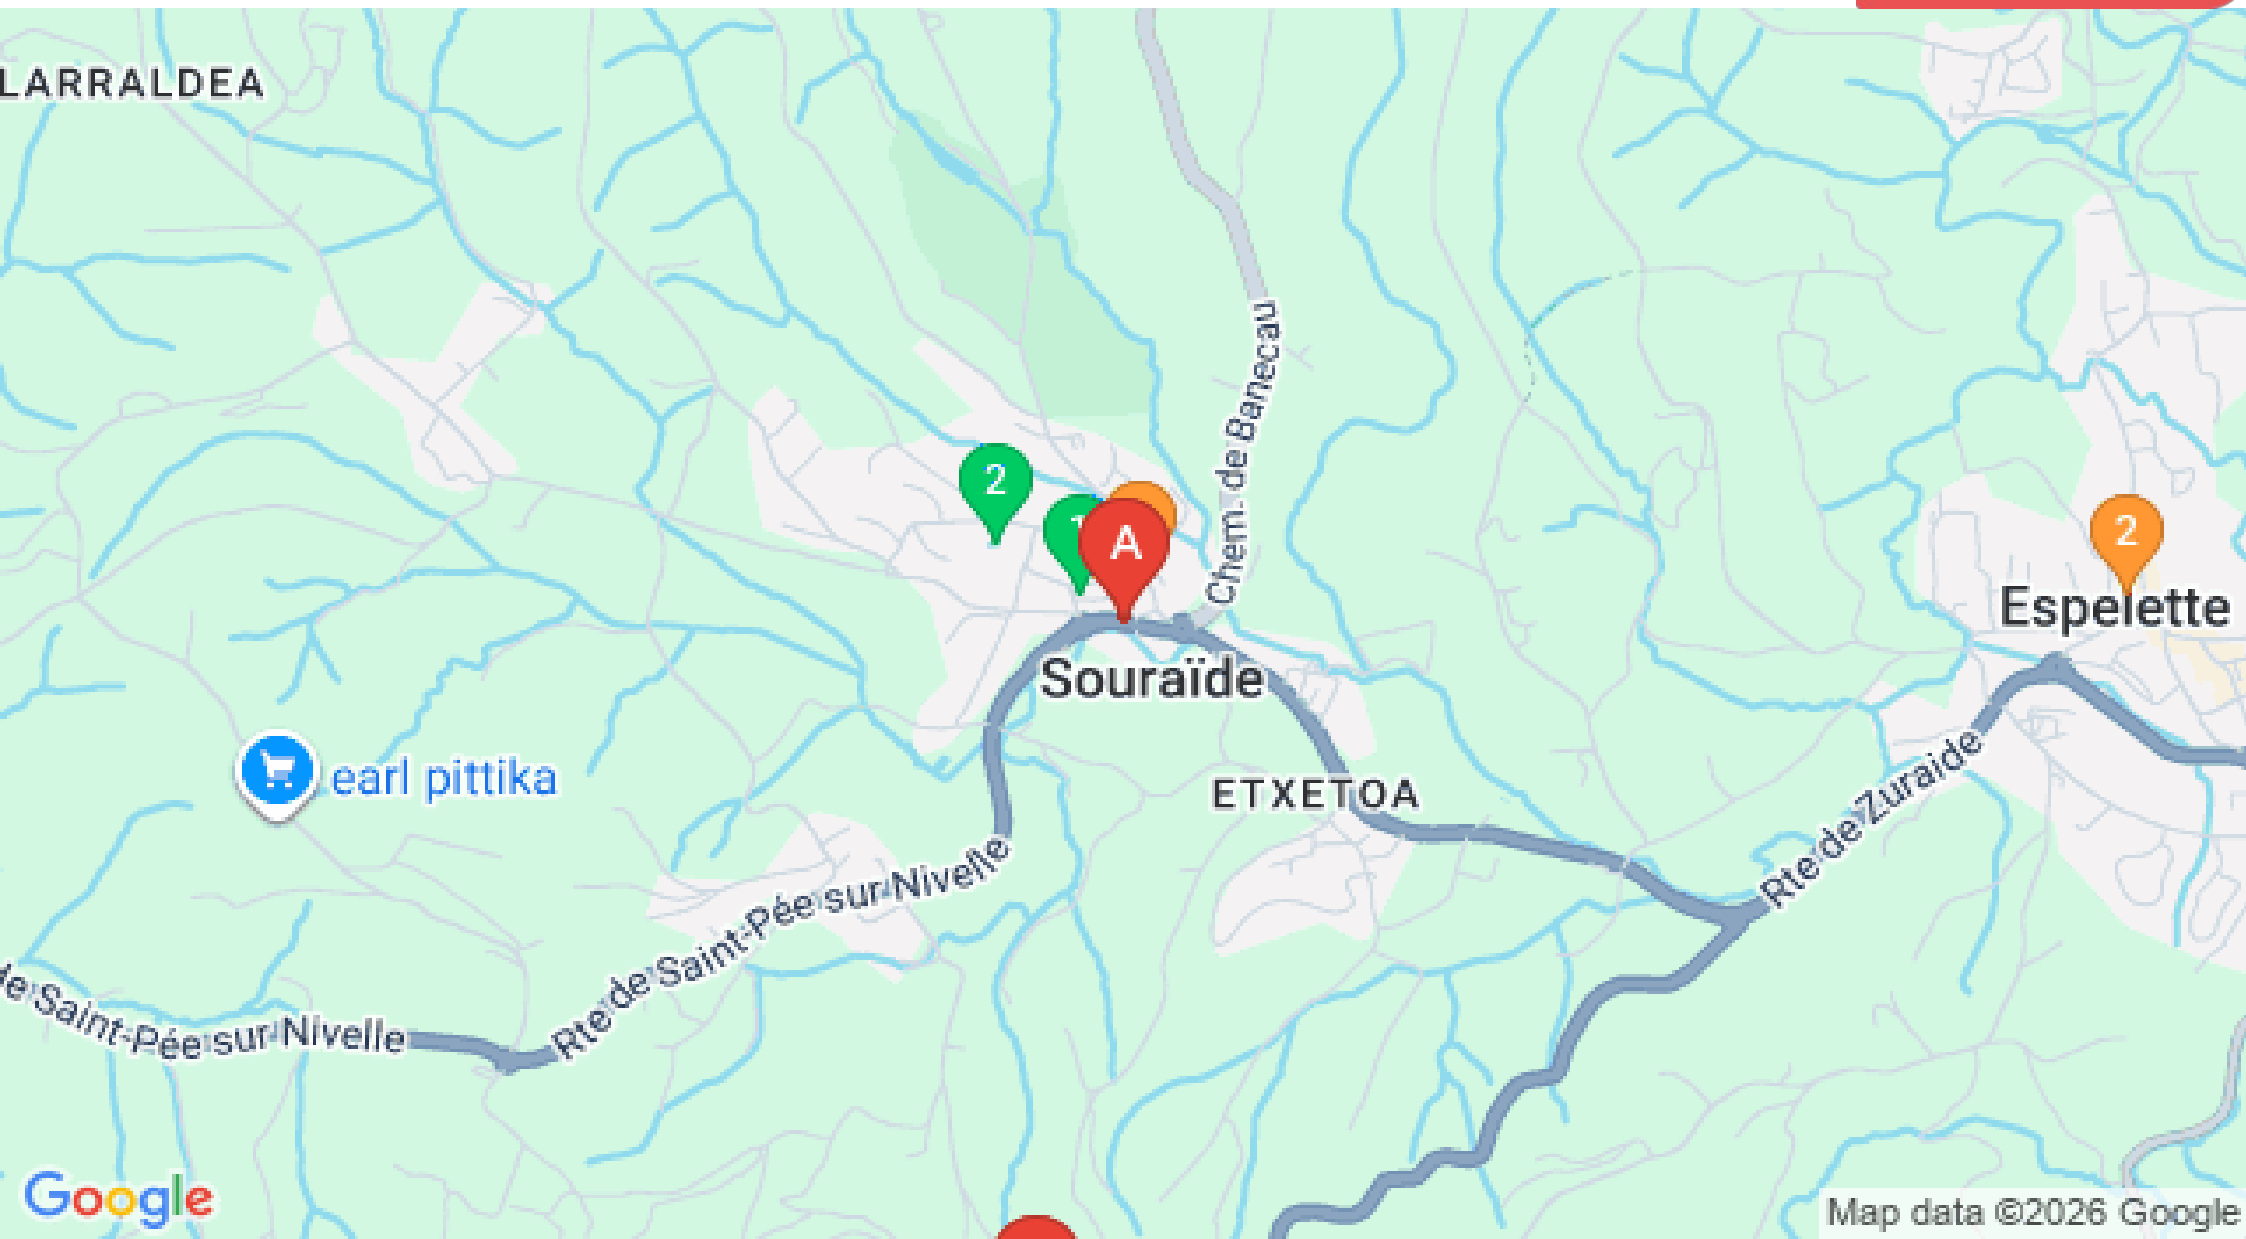 LARRALDEA
Chem. de Banecau
2
A
2
Espelette
Souraïde
earl pittika
ETXETOA
Rte de Zuraide
Rte de Saint-Pée sur Nivelle
de Saint-Pée sur Nivelle
Google
Map data ©2026 Google